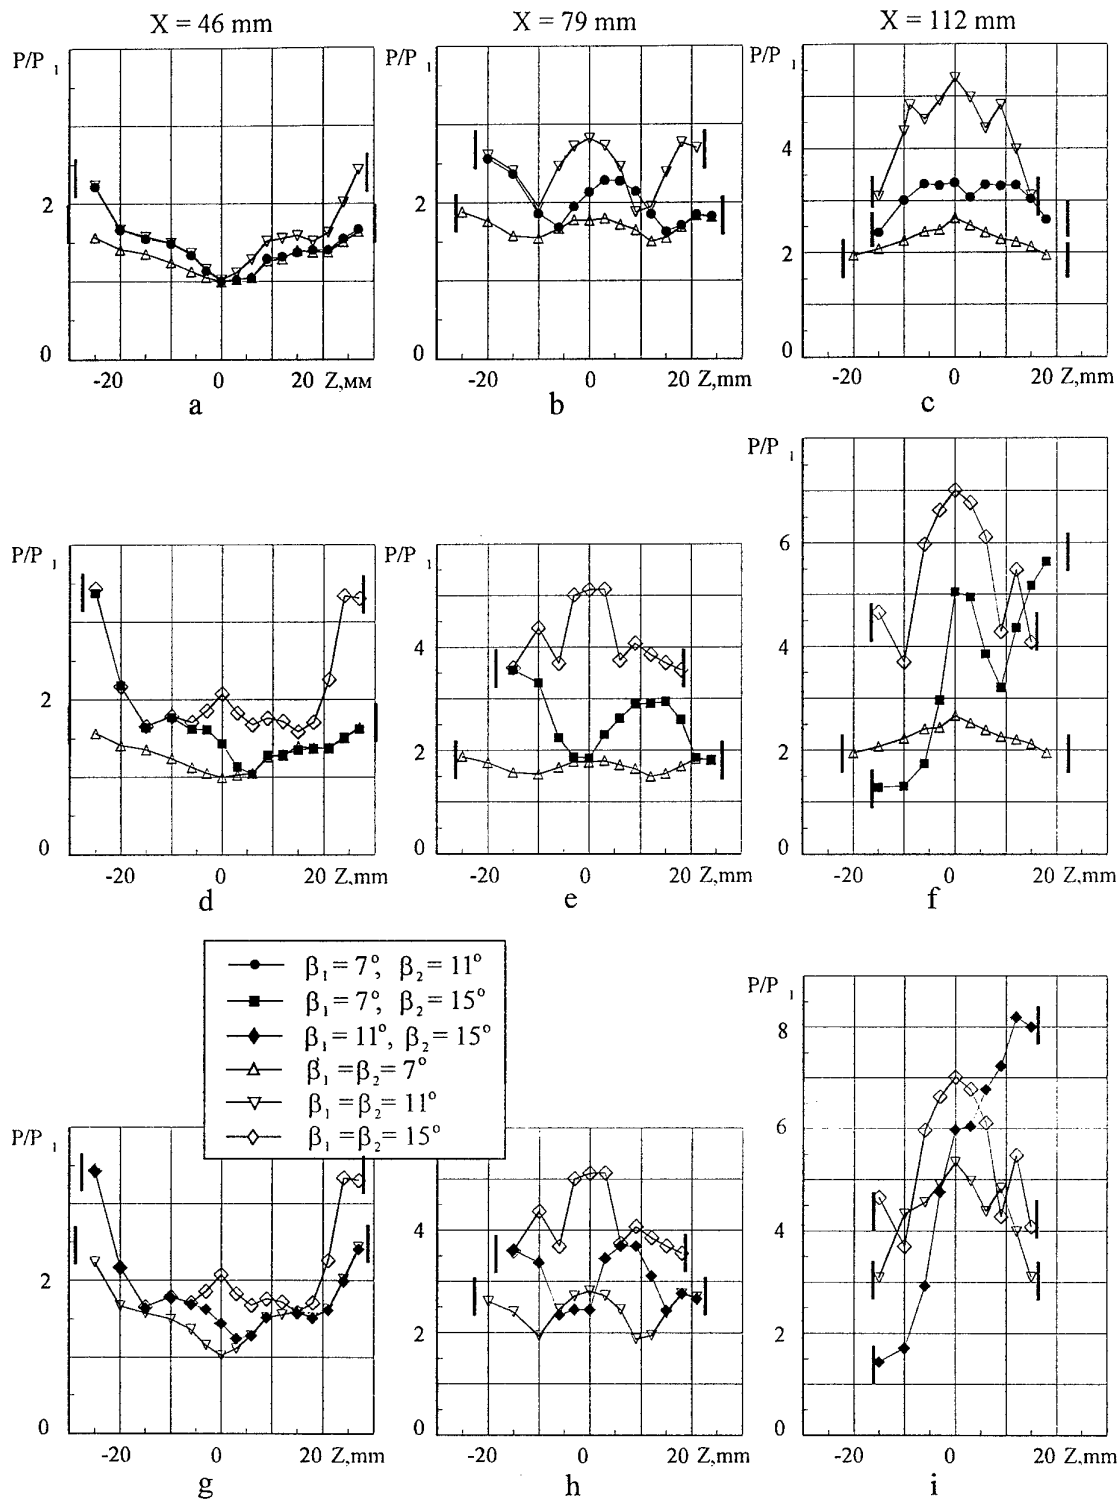 X = 46 mm X = 79 mm X = 112 mm
P/P 1 P/P 1 P/P 1
4
2 2
2
0 0 0
-20 0 20 Z,мм -20 0 20 Z,mm -20 0 20 Z,mm
a b c
P/P 1
6
P/P 1 P/P 1
4 4
2
2 2
0 0 0
-20 0 20 Z,mm -20 0 20 Z,mm -20 0 20 Z,mm
d e f
β₁ = 7°, β₂ = 11°
β₁ = 7°, β₂ = 15°
β₁ = 11°, β₂ = 15°
β₁ = β₂ = 7°
β₁ = β₂ = 11°
β₁ = β₂ = 15°
P/P 1
8
P/P 1
6
4 4
2
2 2
0 0 0
-20 0 20 Z,mm -20 0 20 Z,mm -20 0 20 Z,mm
g h i